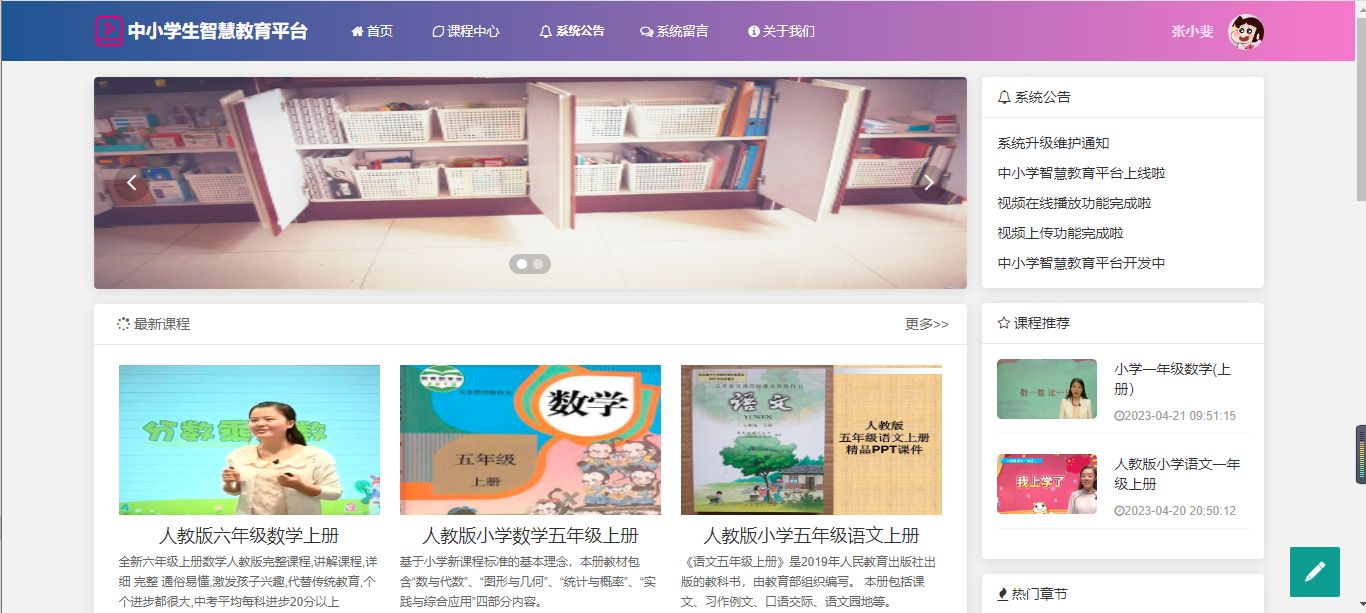 中小学生智慧教育平台
首页
课程中心
系统公告
系统留言
关于我们
张小斐
系统公告
系统升级维护通知
中小学智慧教育平台上线啦
视频在线播放功能完成啦
视频上传功能完成啦
中小学智慧教育平台开发中
最新课程
更多>>
分数乘 数
数学
五年级
上册
语文
YUWEN
人教版
五年级语文上册
精品PPT课件
人教版六年级数学上册
全新六年级上册数学人教版完整课程,讲解课程,详
细 完整 通俗易懂,激发孩子兴趣,代替传统教育,个
个进步都很大,中考平均每科进步20分以上
人教版小学数学五年级上册
基于小学新课程标准的基本理念，本册教材包
含“数与代数”、“图形与几何”、“统计与概率”、“实
践与综合应用”四部分内容。
人教版小学五年级语文上册
《语文五年级上册》是2019年人民教育出版社出
版的教科书，由教育部组织编写。 本册包括课
文、习作例文、口语交际、语文园地等。
课程推荐
数一数 比一
小学一年级数学(上
册)
2023-04-21 09:51:15
我上学了
人教版小学语文一年
级上册
2023-04-20 20:50:12
热门章节